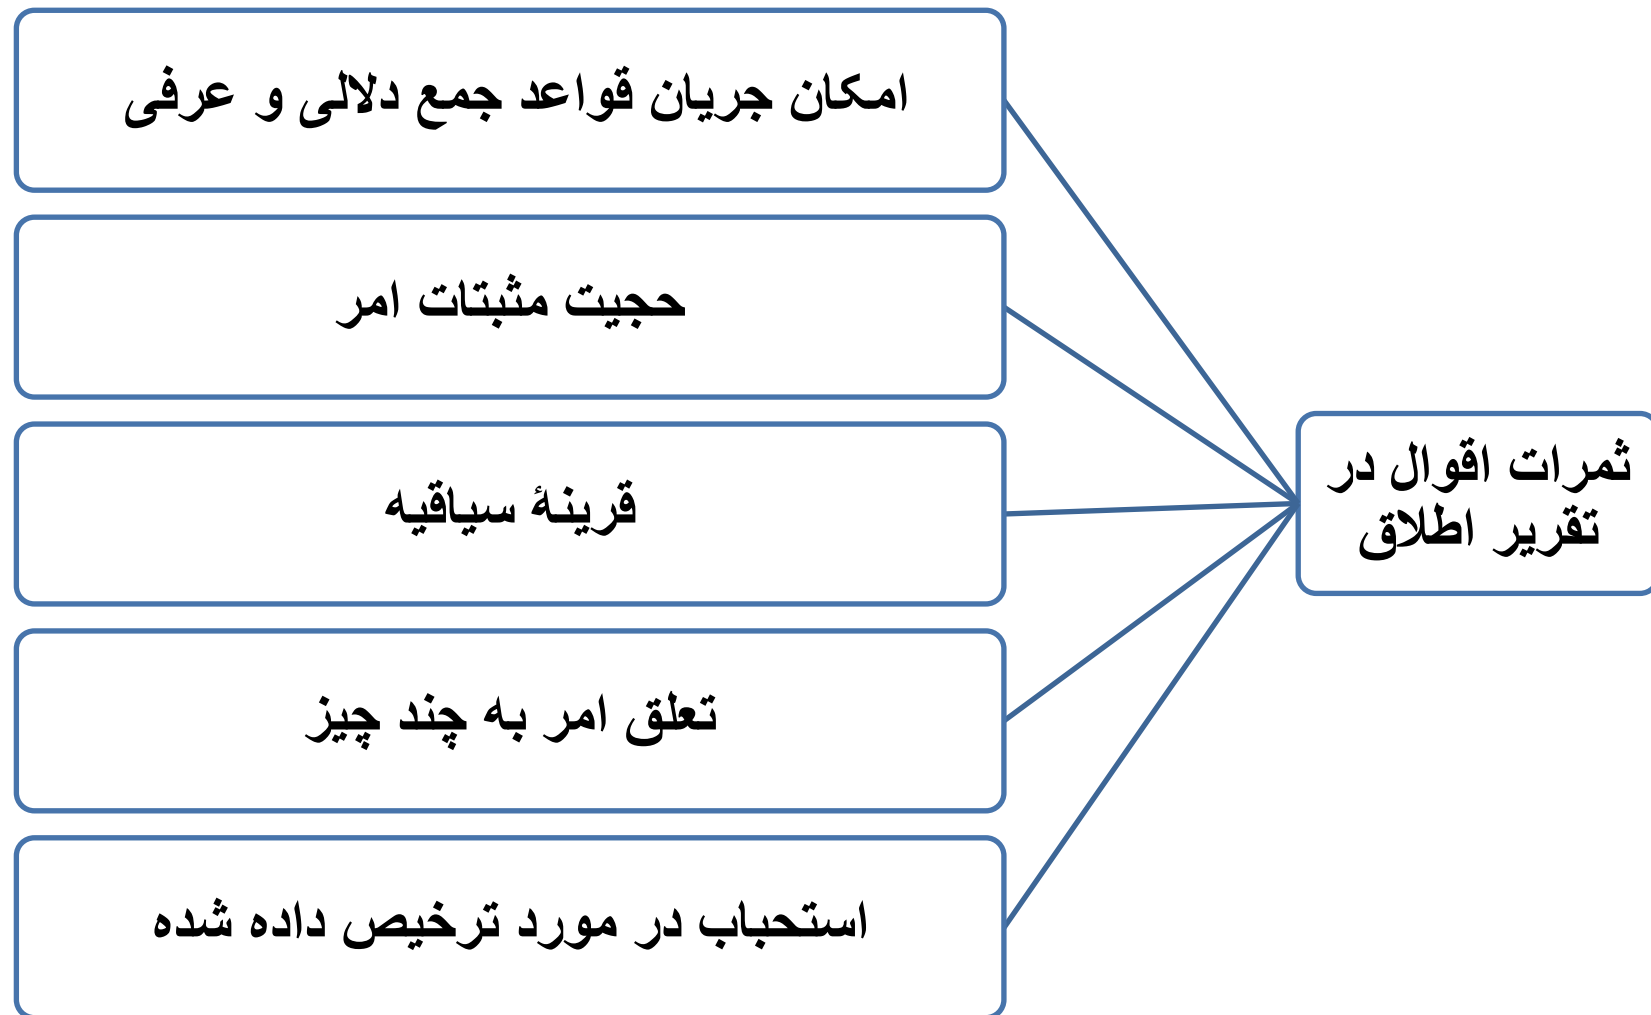 ثمرات اقوال در
تقریر اطلاق
امکان جریان قواعد جمع دلالی و عرفی
حجیت مثبتات امر
قرینۀ سیاقیه
تعلق امر به چند چیز
استحباب در مورد ترخیص داده شده